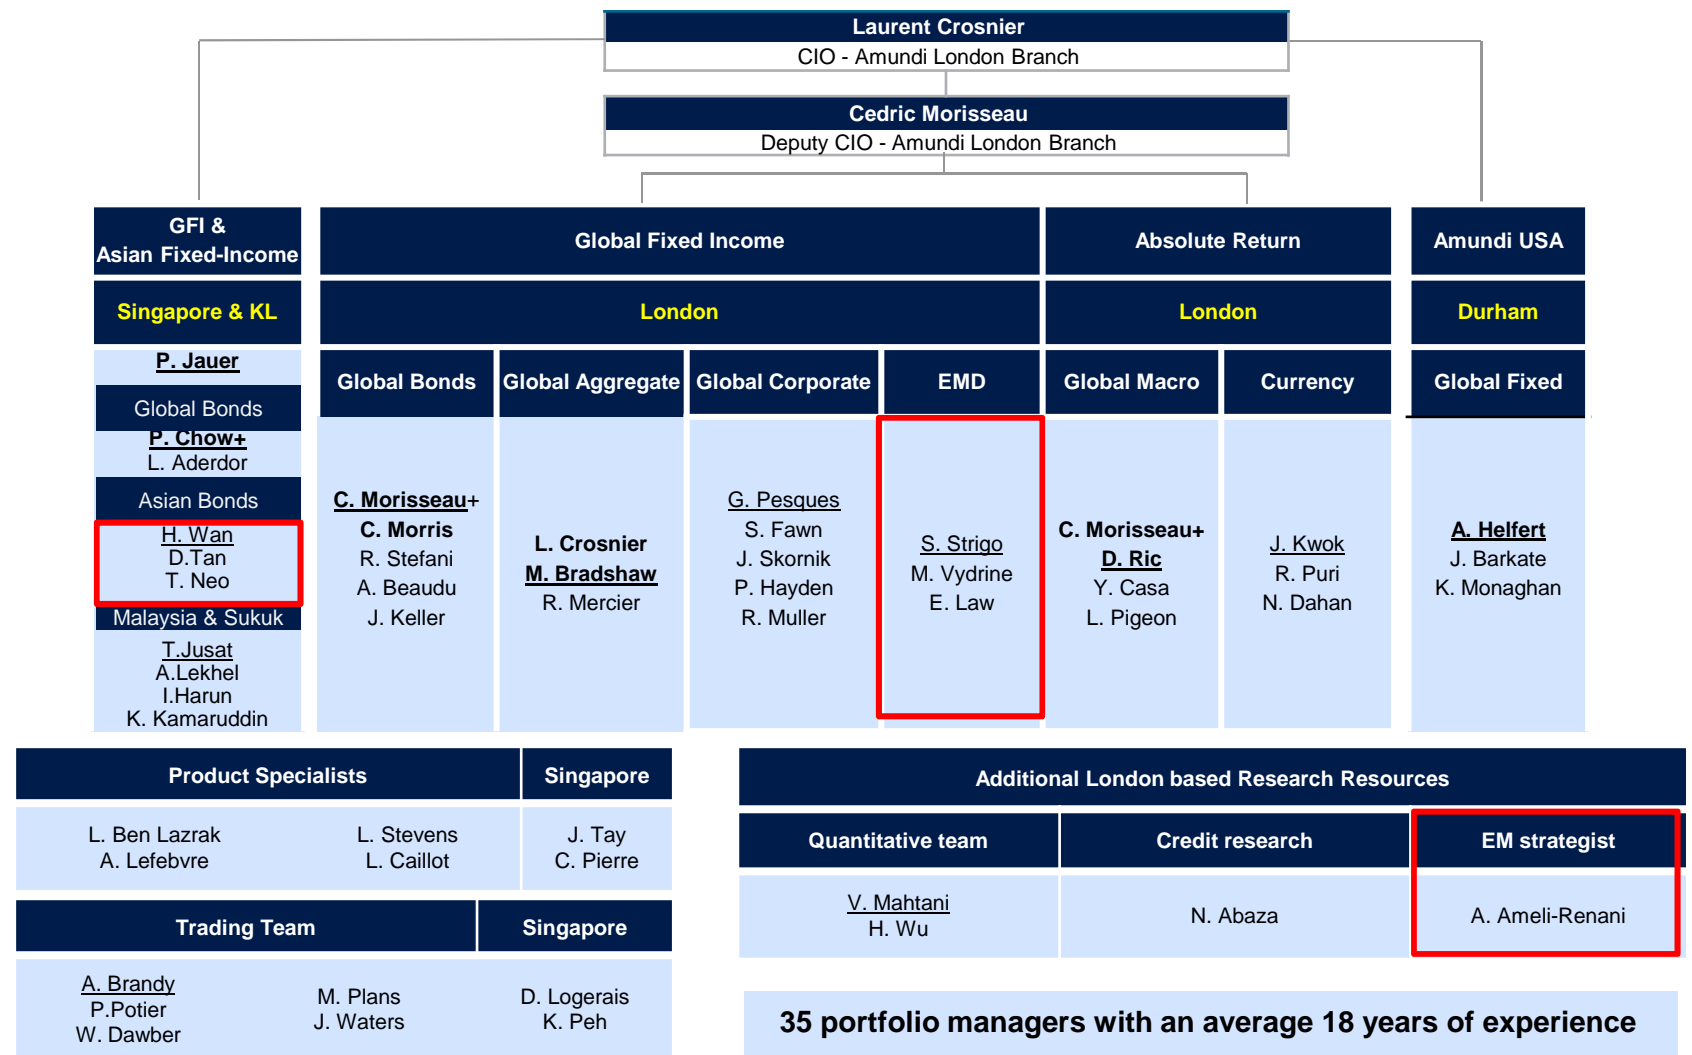 Laurent Crosnier
CIO - Amundi London Branch
Cedric Morisseau
Deputy CIO - Amundi London Branch
GFI &
Asian Fixed-Income
Global Fixed Income
Absolute Return
Amundi USA
Singapore & KL
London
London
Durham
P. Jauer
Global Bonds
P. Chow+
L. Aderdor
Asian Bonds
H. Wan
D.Tan
T. Neo
Malaysia & Sukuk
T.Jusat
A.Lekhel
I.Harun
K. Kamaruddin
Global Bonds
C. Morisseau+
C. Morris
R. Stefani
A. Beaudu
J. Keller
Global Aggregate
L. Crosnier
M. Bradshaw
R. Mercier
Global Corporate
G. Pesques
S. Fawn
J. Skornik
P. Hayden
R. Muller
EMD
S. Strigo
M. Vydrine
E. Law
Global Macro
C. Morisseau+
D. Ric
Y. Casa
L. Pigeon
Currency
J. Kwok
R. Puri
N. Dahan
Global Fixed
A. Helfert
J. Barkate
K. Monaghan
Product Specialists
Singapore
L. Ben Lazrak
A. Lefebvre
L. Stevens
L. Caillot
J. Tay
C. Pierre
Trading Team
Singapore
A. Brandy
P.Potier
W. Dawber
M. Plans
J. Waters
D. Logerais
K. Peh
Additional London based Research Resources
Quantitative team
Credit research
EM strategist
V. Mahtani
H. Wu
N. Abaza
A. Ameli-Renani
35 portfolio managers with an average 18 years of experience